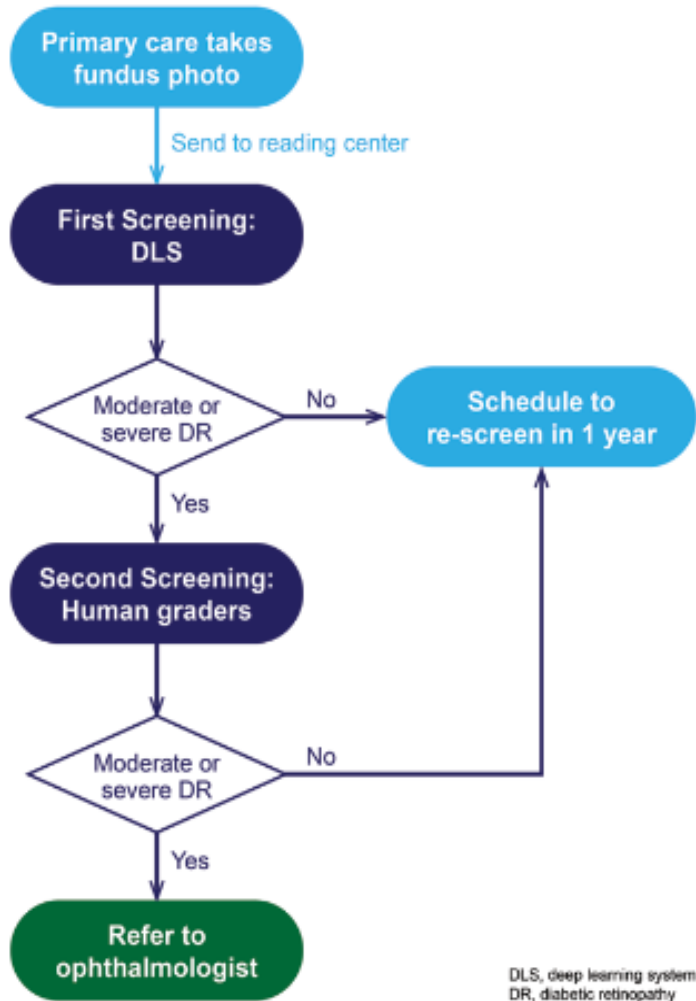 Primary care takes
fundus photo
Send to reading center
First Screening:
DLS
Moderate or
severe DR
No
Schedule to
re-screen in 1 year
Yes
Second Screening:
Human graders
Moderate or
severe DR
No
Yes
Refer to
ophthalmologist
DLS, deep learning system
DR, diabetic retinopathy